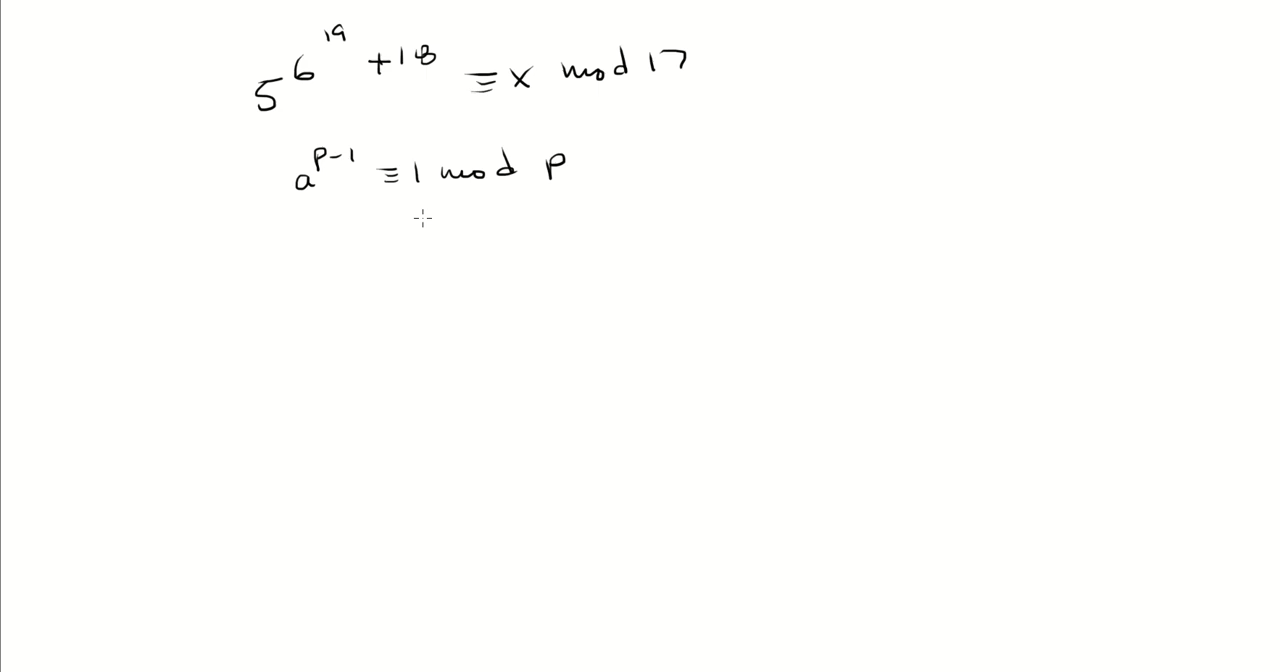 5^{6^{19} + 18} ≡ x mod 17
a^{p-1} ≡ 1 mod p